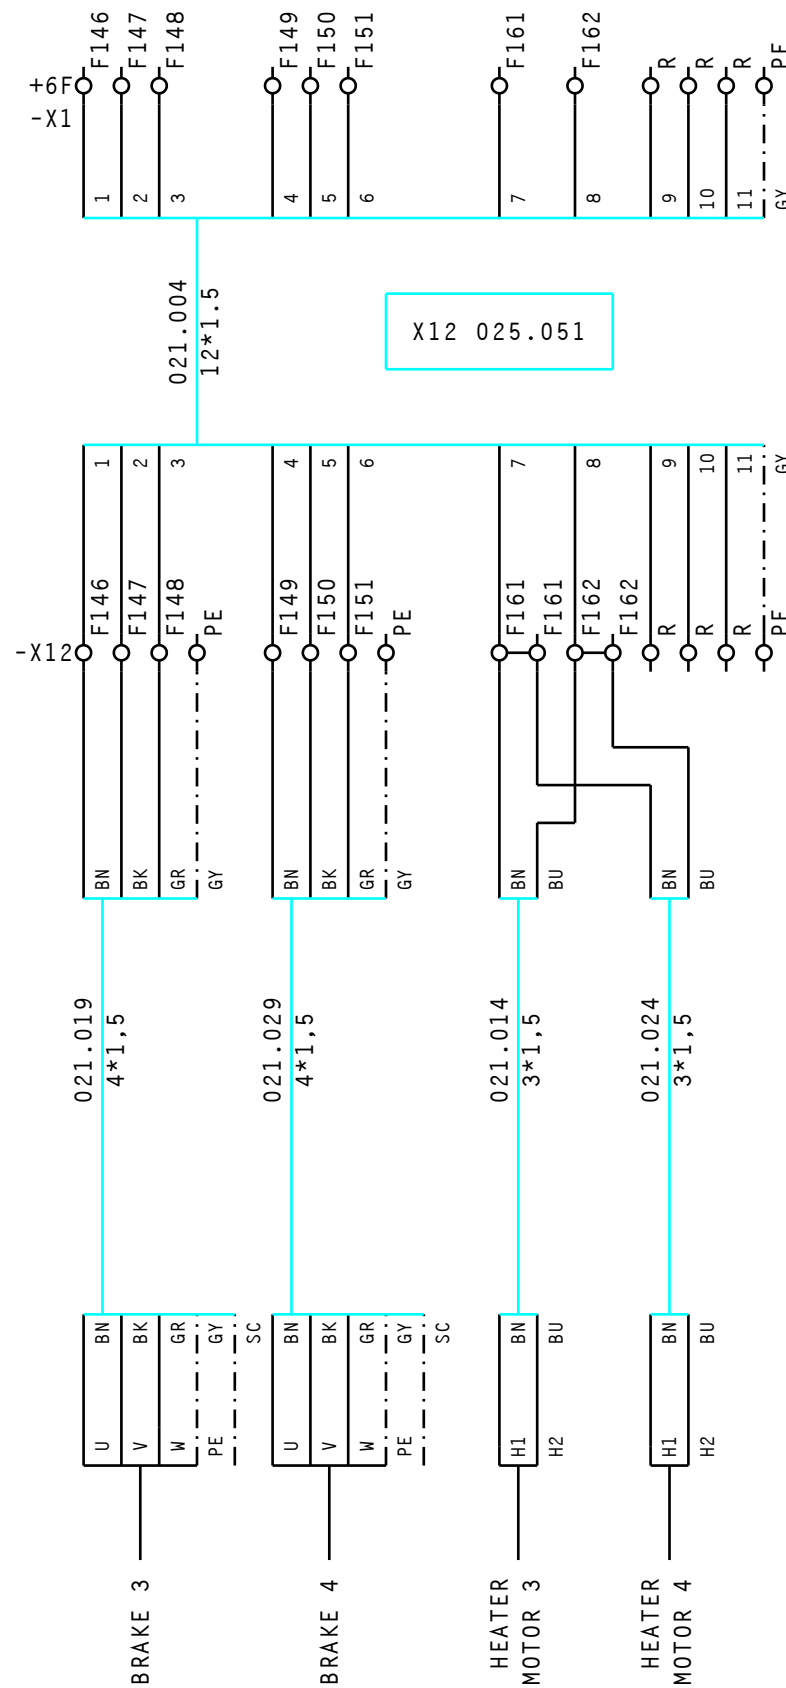 F146
F147
F148
F149
F150
F151
F161
F162
R
R
R
PE
+6F
-X1
1
2
3
4
5
6
7
8
9
10
11
GY
021.004
12*1.5
X12 025.051
1
2
3
4
5
6
7
8
9
10
11
GY
-X12
F146
F147
F148
PE
F149
F150
F151
PE
F161
F161
F162
F162
R
R
R
PE
BN
BK
GR
GY
BN
BK
GR
GY
BN
BU
BN
BU
021.019
4*1,5
021.029
4*1,5
021.014
3*1,5
021.024
3*1,5
BN
BK
GR
GY
SC
BN
BK
GR
GY
SC
BN
BU
BN
BU
U
V
W
PE
U
V
W
PE
H1
H2
H1
H2
BRAKE 3
BRAKE 4
HEATER
MOTOR 3
HEATER
MOTOR 4